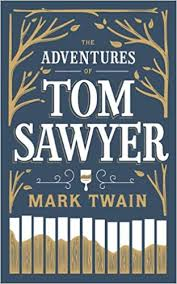 THE
ADVENTURES
OF
TOM
SAWYER
MARK TWAIN